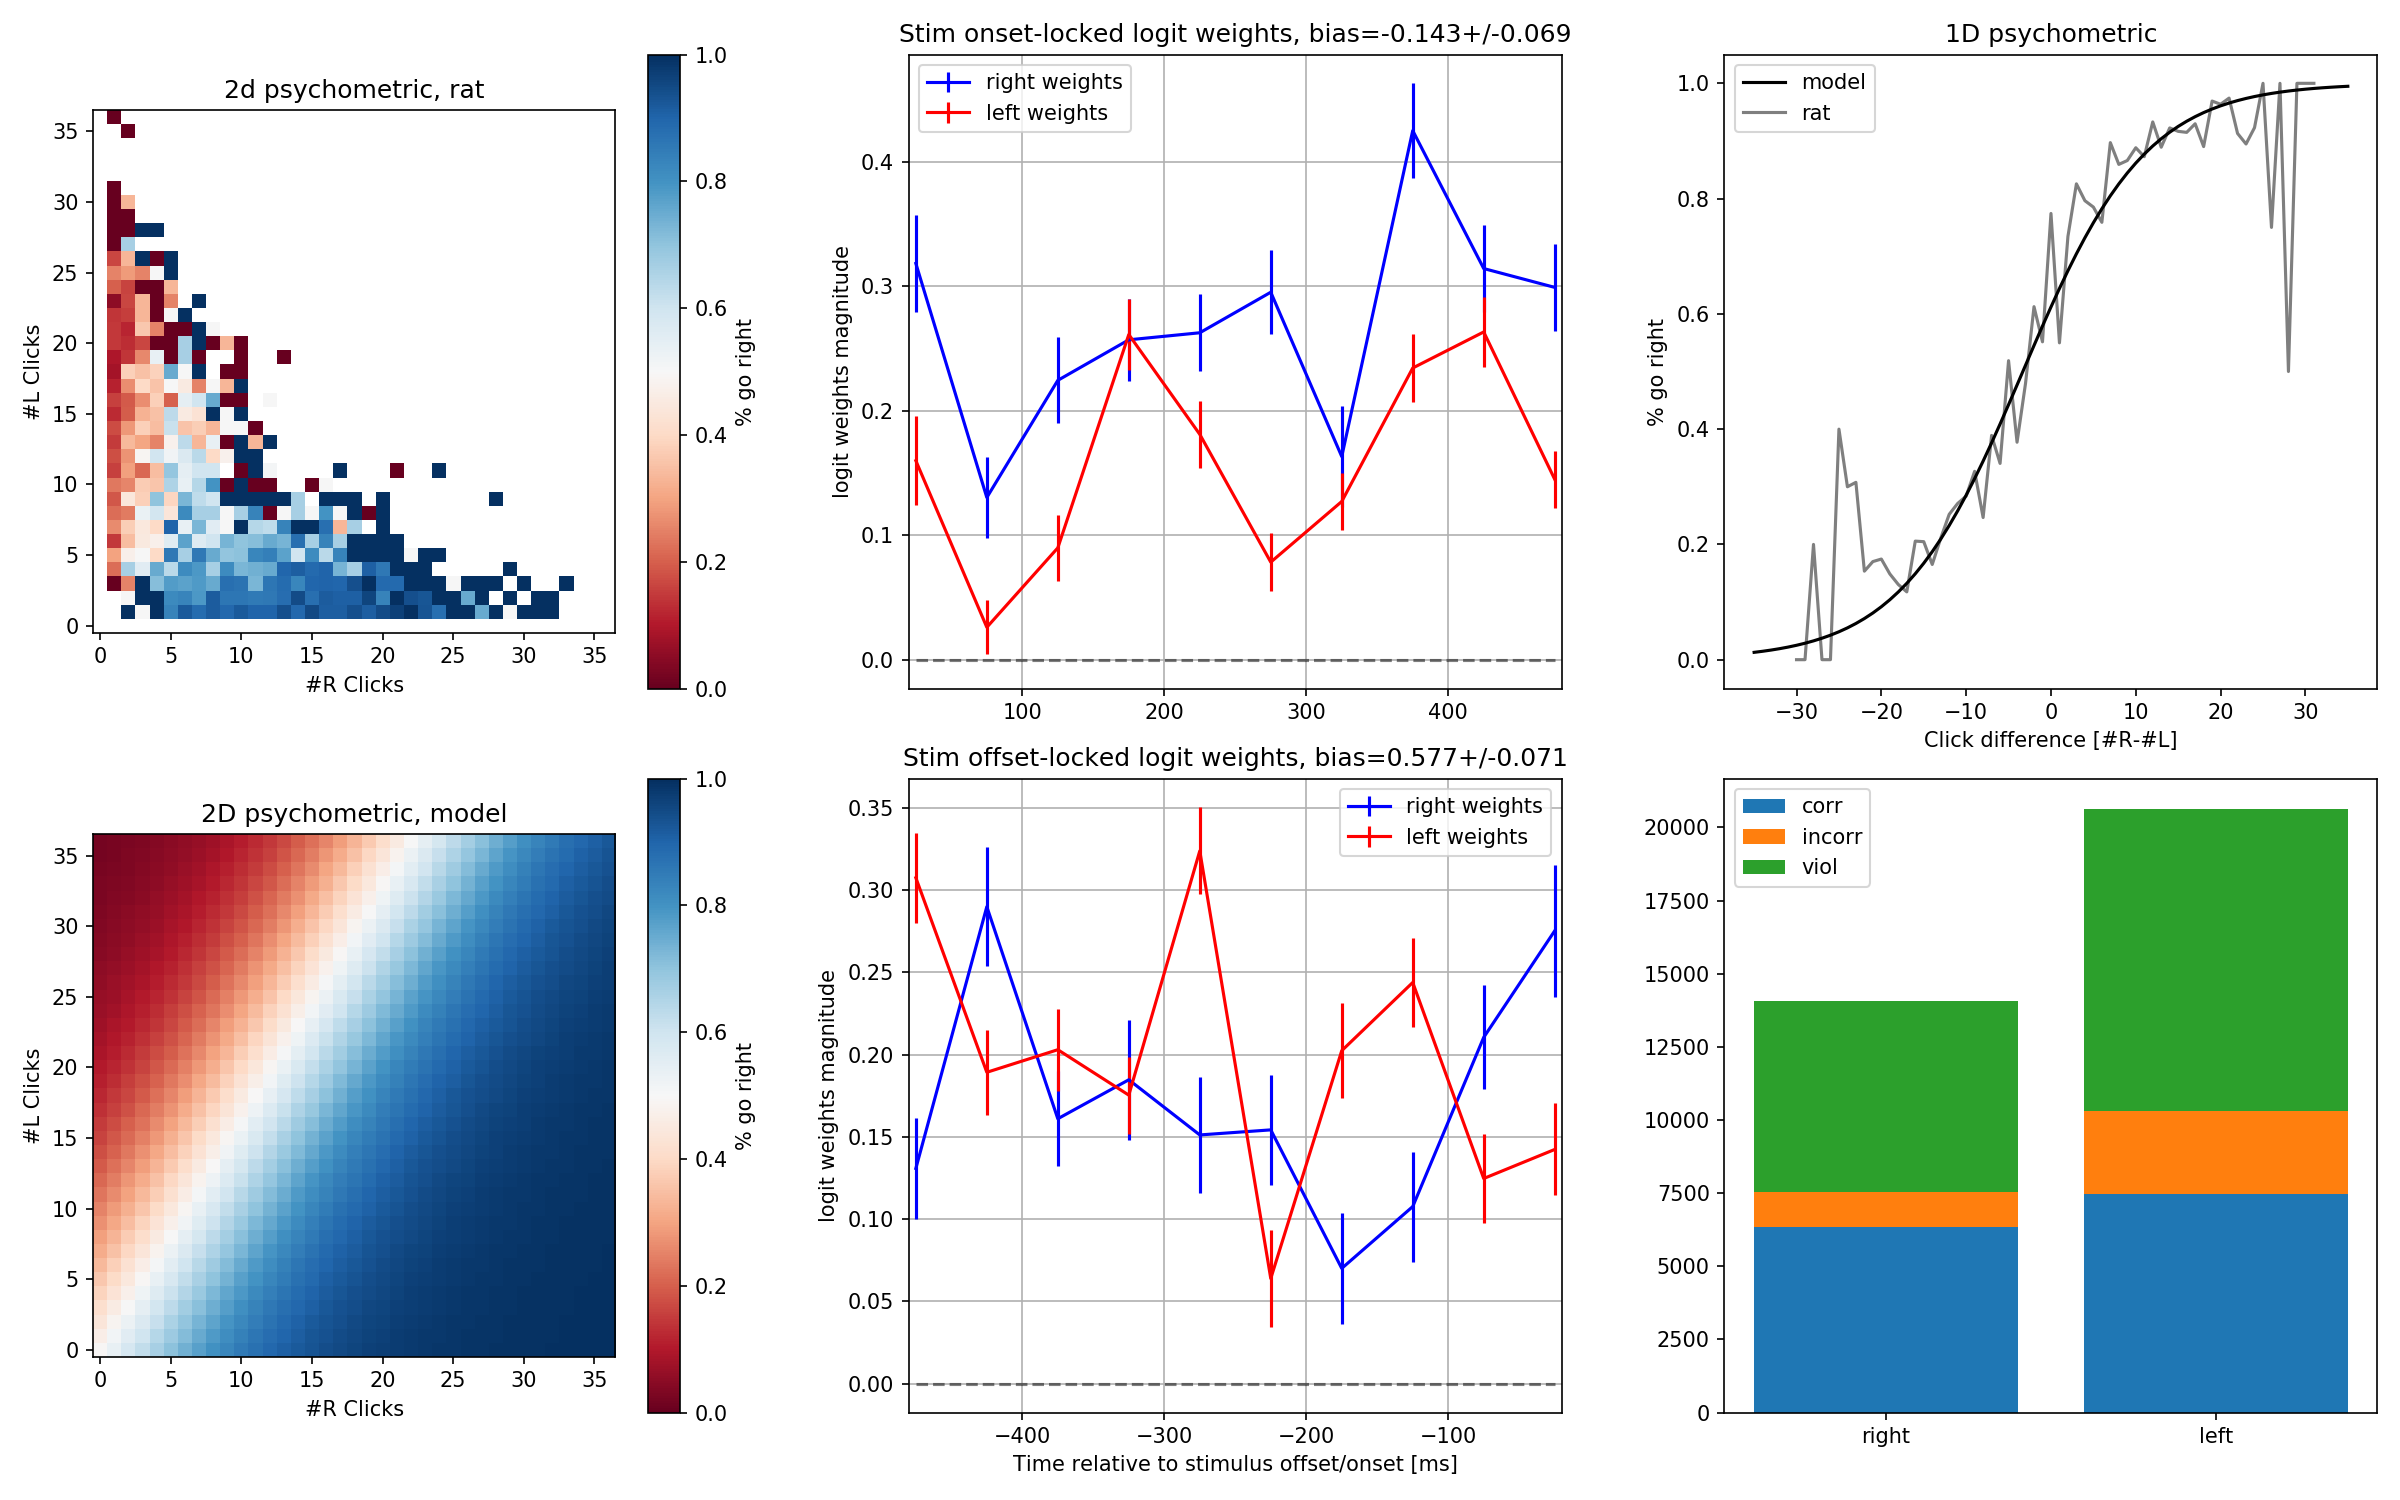 2d psychometric, rat
35
30
25
20
15
10
5
0
#L Clicks
0 5 10 15 20 25 30 35
#R Clicks
1.0
0.8
0.6
0.4
0.2
0.0
% go right
Stim onset-locked logit weights, bias=-0.143+/-0.069
right weights
left weights
0.4
0.3
0.2
0.1
0.0
logit weights magnitude
100 200 300 400
1D psychometric
model
rat
1.0
0.8
0.6
0.4
0.2
0.0
% go right
−30 −20 −10 0 10 20 30
Click difference [#R-#L]
2D psychometric, model
35
30
25
20
15
10
5
0
#L Clicks
0 5 10 15 20 25 30 35
#R Clicks
1.0
0.8
0.6
0.4
0.2
0.0
% go right
Stim offset-locked logit weights, bias=0.577+/-0.071
right weights
left weights
0.35
0.30
0.25
0.20
0.15
0.10
0.05
0.00
logit weights magnitude
−400 −300 −200 −100
Time relative to stimulus offset/onset [ms]
corr
incorr
viol
20000
17500
15000
12500
10000
7500
5000
2500
0
right left